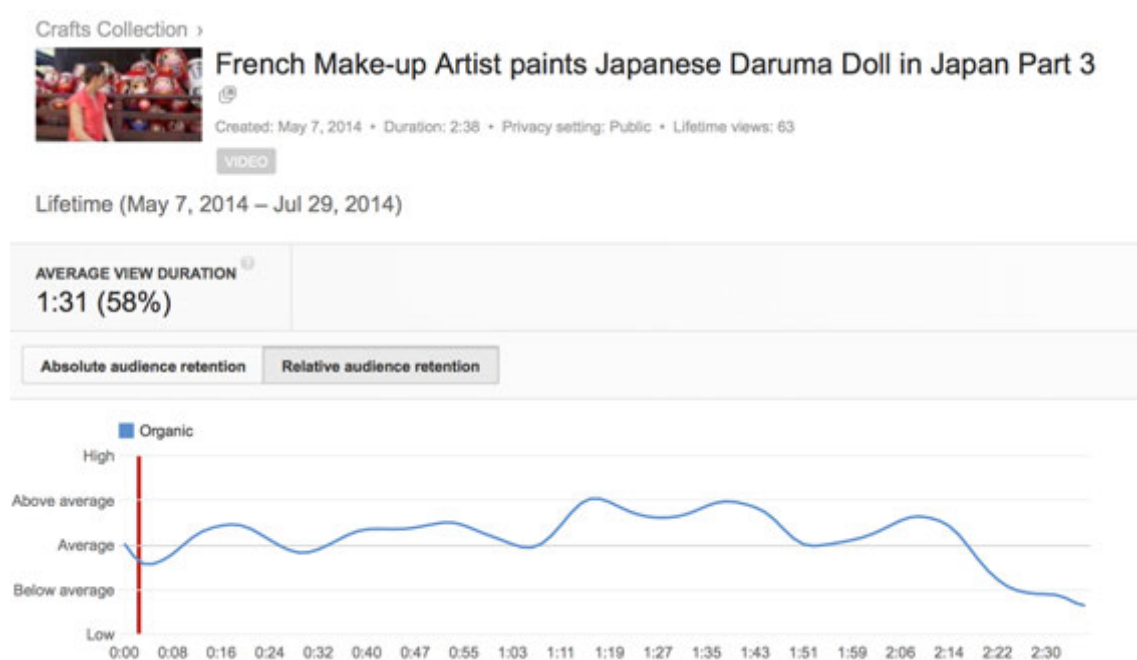 Crafts Collection ›
French Make-up Artist paints Japanese Daruma Doll in Japan Part 3
Created: May 7, 2014 • Duration: 2:38 • Privacy setting: Public • Lifetime views: 63
VIDEO
Lifetime (May 7, 2014 – Jul 29, 2014)
AVERAGE VIEW DURATION ?
1:31 (58%)
Absolute audience retention Relative audience retention
Organic
High
Above average
Average
Below average
Low
0:00 0:08 0:16 0:24 0:32 0:40 0:47 0:55 1:03 1:11 1:19 1:27 1:35 1:43 1:51 1:59 2:06 2:14 2:22 2:30